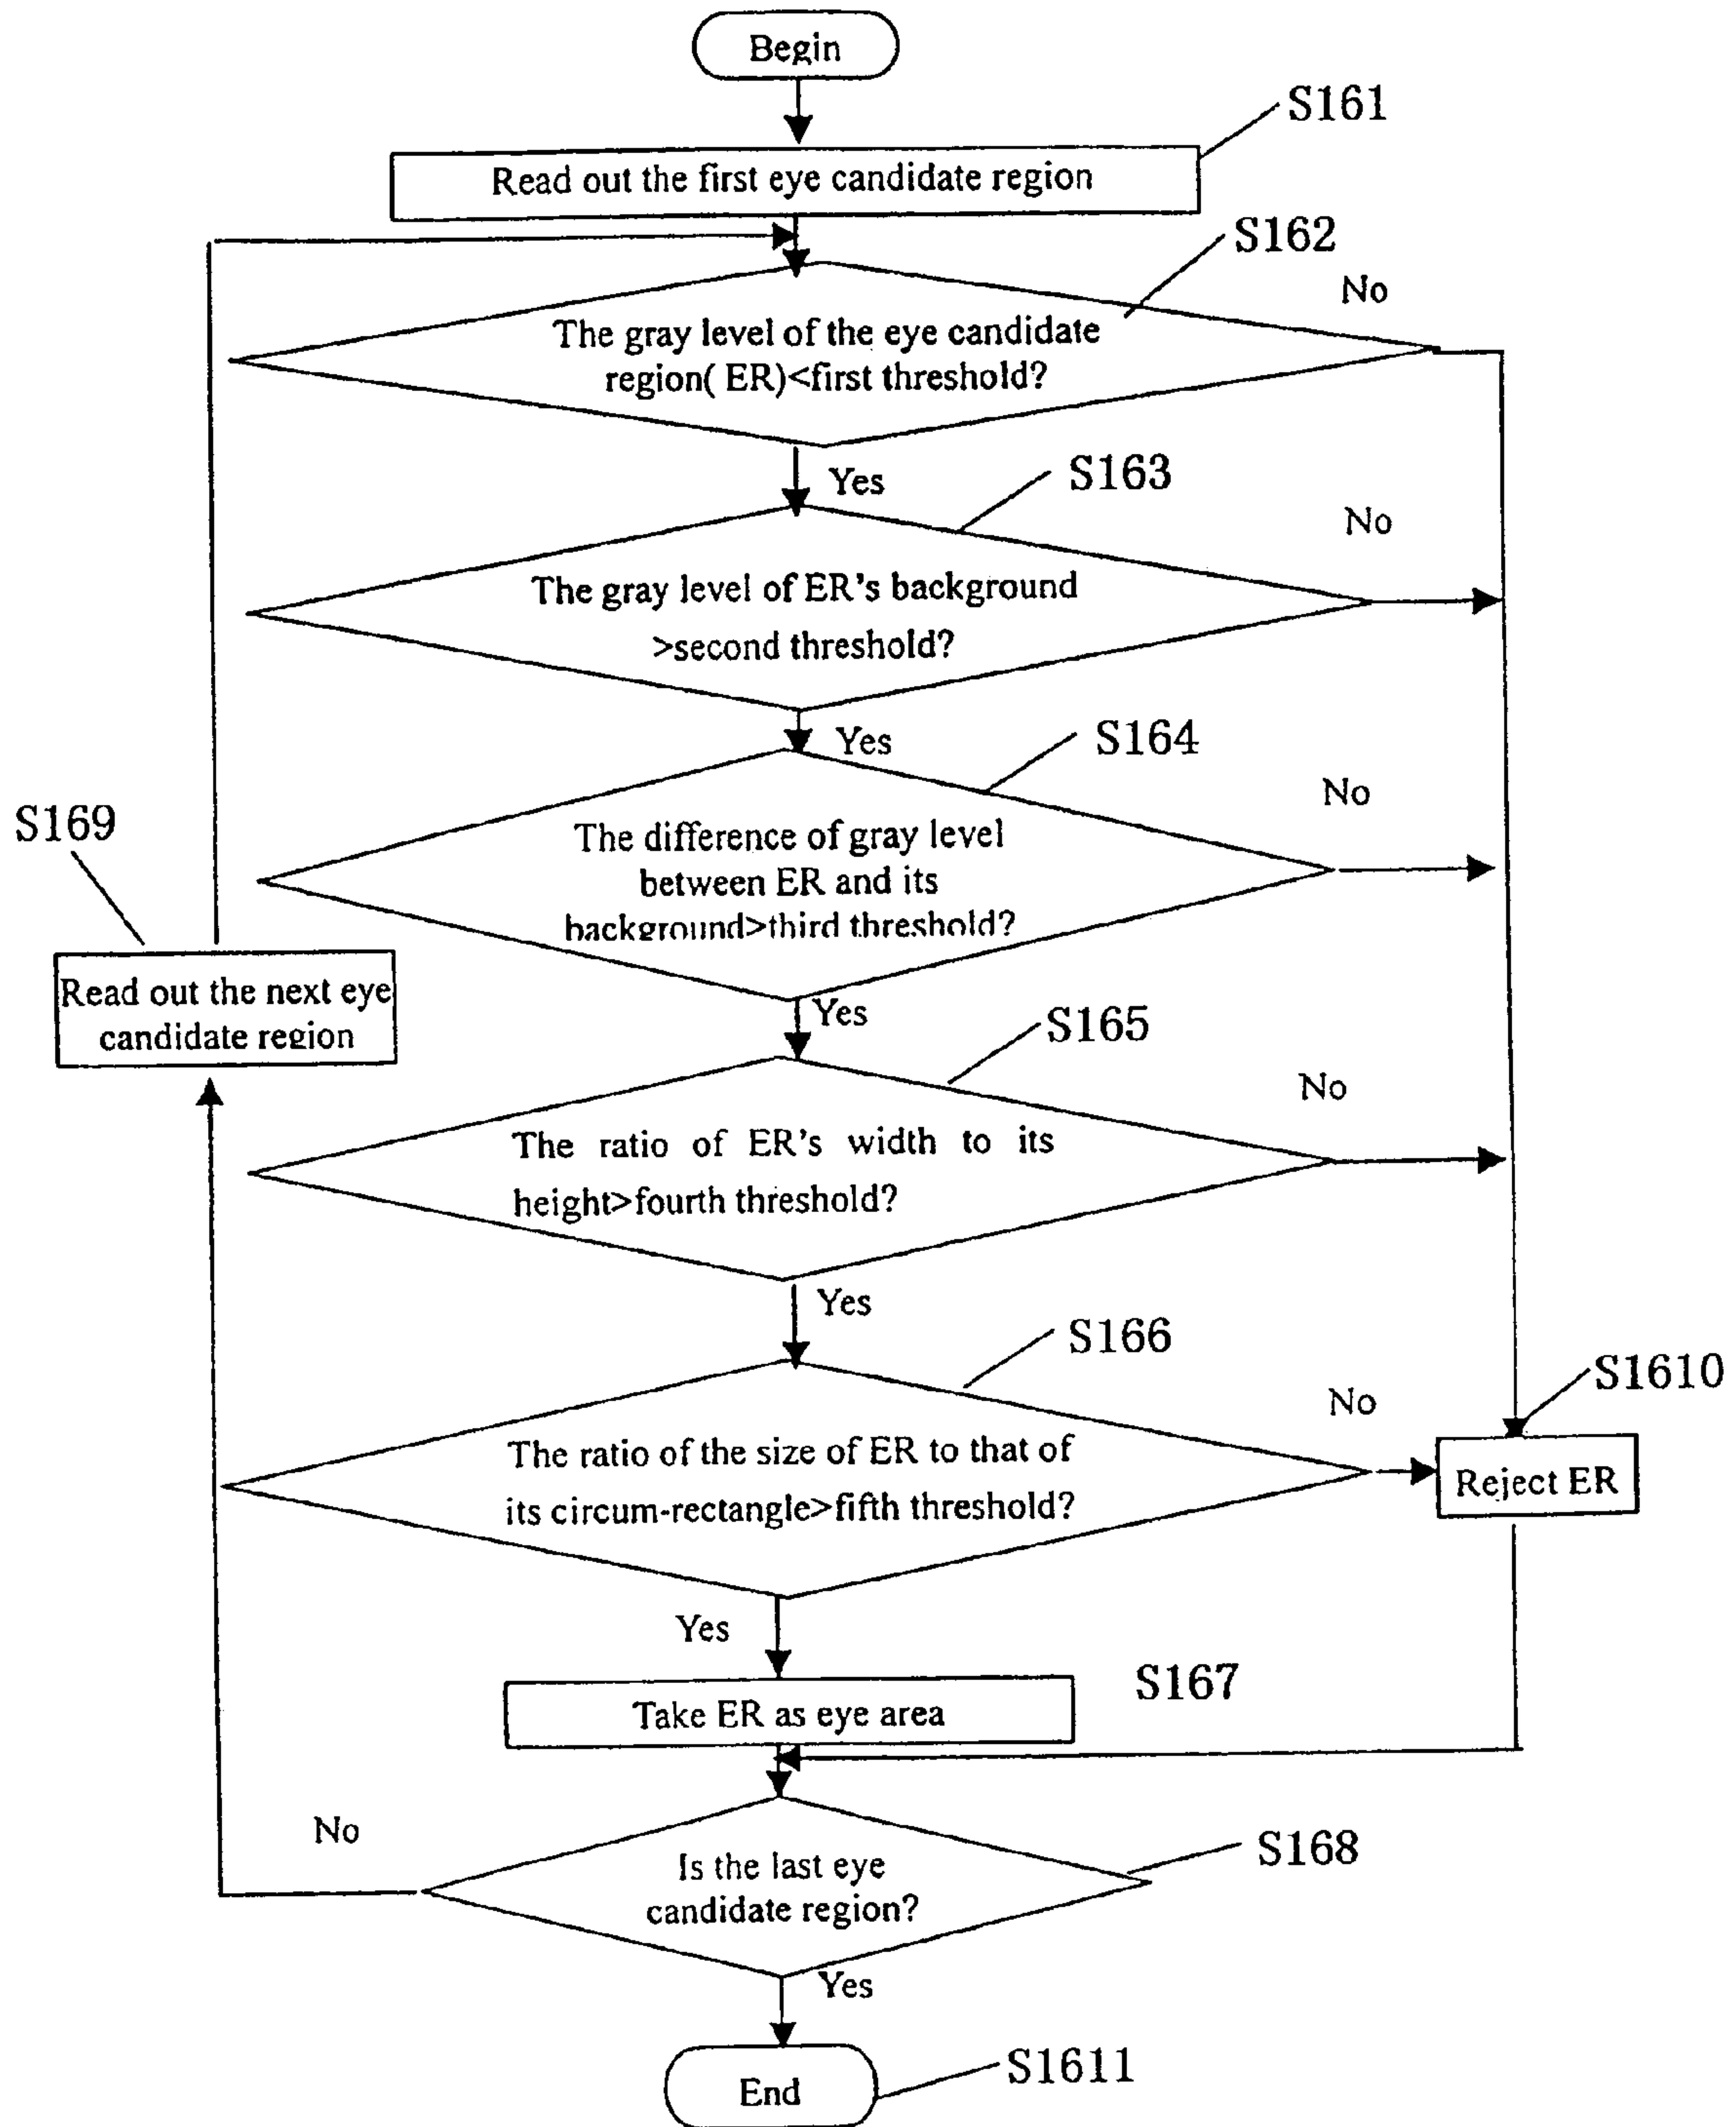 Begin
S161
Read out the first eye candidate region
S162
No
The gray level of the eye candidate
region( ER)<first threshold?
Yes
S163
No
The gray level of ER's background
>second threshold?
Yes
S164
No
The difference of gray level
between ER and its
background>third threshold?
S169
Read out the next eye
candidate region
Yes
S165
No
The ratio of ER's width to its
height>fourth threshold?
Yes
S166
No
S1610
The ratio of the size of ER to that of
its circum-rectangle>fifth threshold?
Reject ER
Yes
S167
Take ER as eye area
No
S168
Is the last eye
candidate region?
Yes
S1611
End